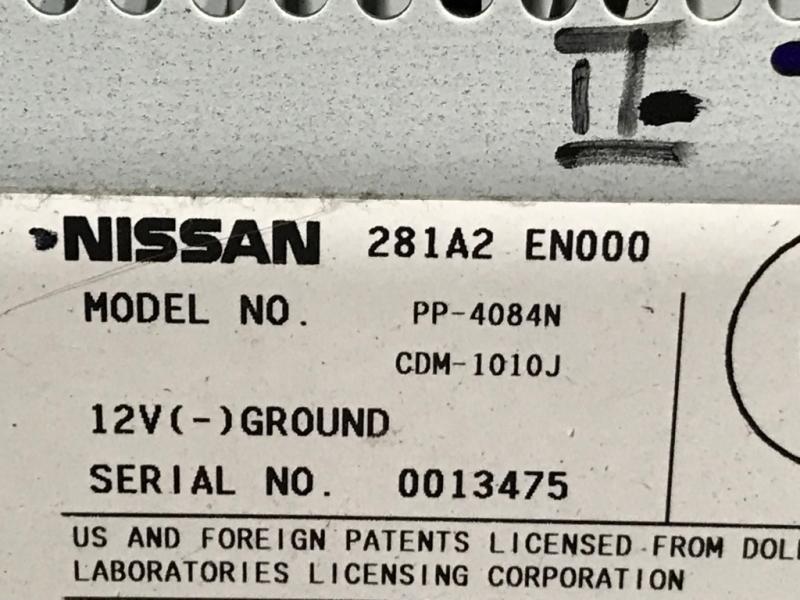 NISSAN 281A2 EN000
MODEL NO. PP-4084N
CDM-1010J
12V(-)GROUND
SERIAL NO. 0013475
US AND FOREIGN PATENTS LICENSED FROM DOL
LABORATORIES LICENSING CORPORATION